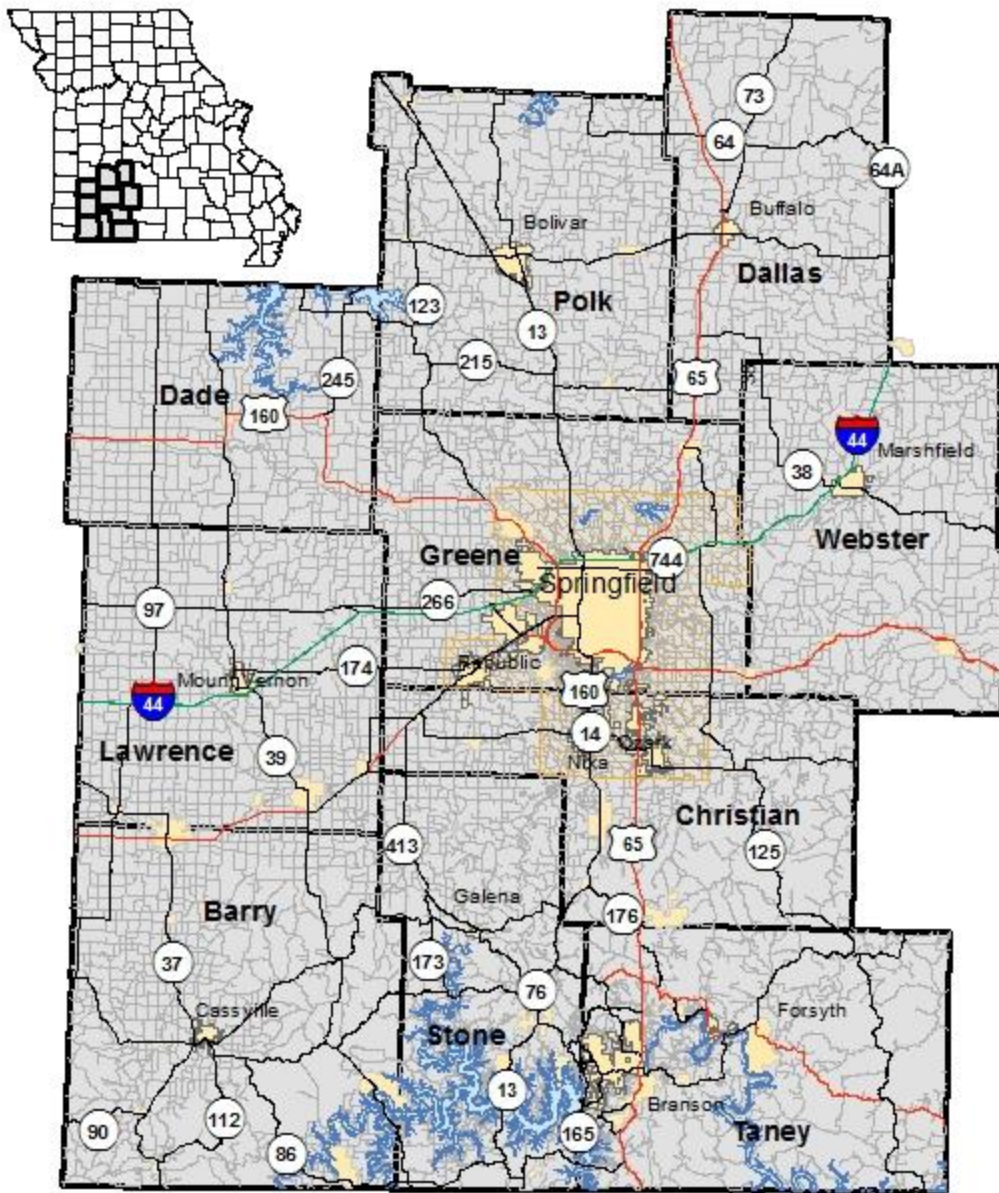 73
64
64A
Bolivar
Buffalo
Dallas
Polk
123
13
215
65
245
Dade
160
44
Marshfield
38
Webster
Greene
744
Springfield
266
97
174
Republic
Mount Vernon
44
160
14
Ozark
Nixa
Lawrence
39
Christian
65
125
413
Galena
Barry
176
37
173
76
Cassville
Forsyth
Stone
13
Branson
Taney
90
112
165
86